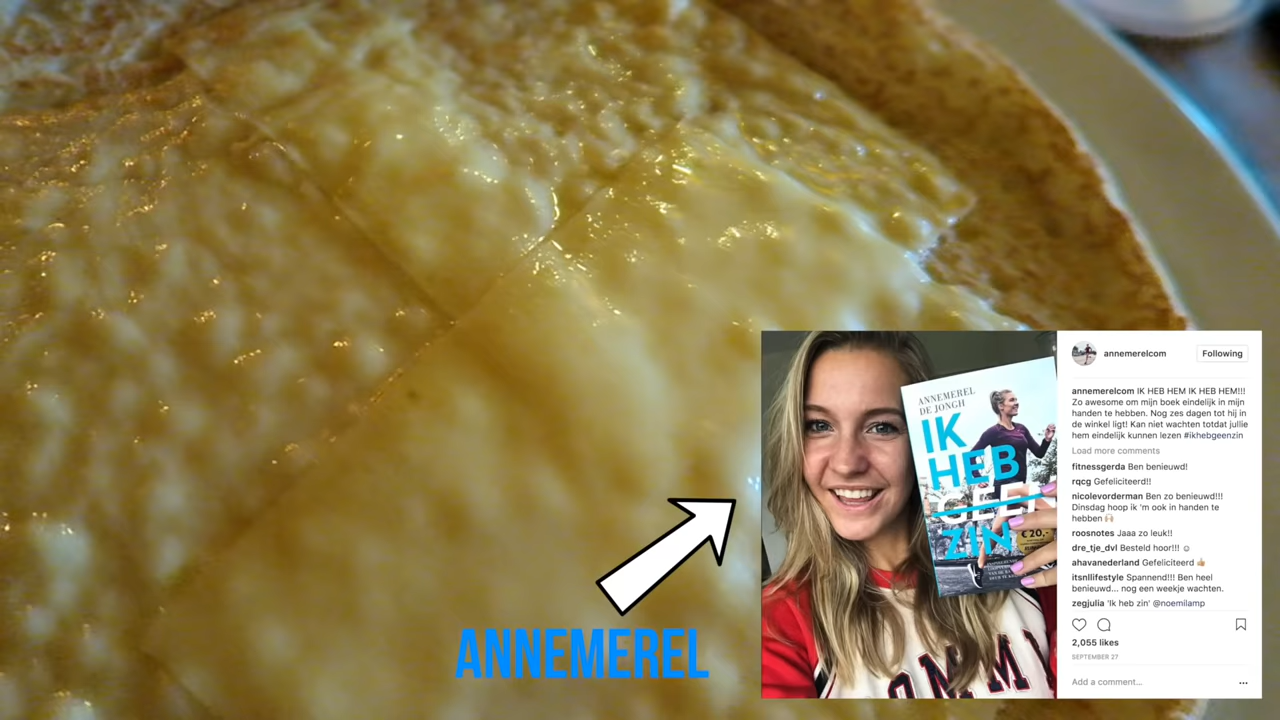 ANNEMEREL
ANNEMEREL
DE JONGH
IK
HEB
GEEN
ZIN
€ 20,-
annemerelcom
Following
annemerelcom IK HEB HEM IK HEB HEM!!!
Zo awesome om mijn boek eindelijk in mijn
handen te hebben. Nog zes dagen tot hij in
de winkel ligt! Kan niet wachten totdat jullie
hem eindelijk kunnen lezen #ikhebgeenzin
Load more comments
fitnessgerda Ben benieuwd!
rqcg Gefeliciteerd!!
nicolevorderman Ben zo benieuwd!!!
Dinsdag hoop ik 'm ook in handen te
hebben 🙌🏼
roosnotes Jaaa zo leuk!!
dre_tje_dvl Besteld hoor!!! ☺
ahavanederland Gefeliciteerd 👍🏼
itsnllifestyle Spannend!!! Ben heel
benieuwd... nog een weekje wachten.
zegjulia 'Ik heb zin' @noemilamp
2,055 likes
SEPTEMBER 27
Add a comment...